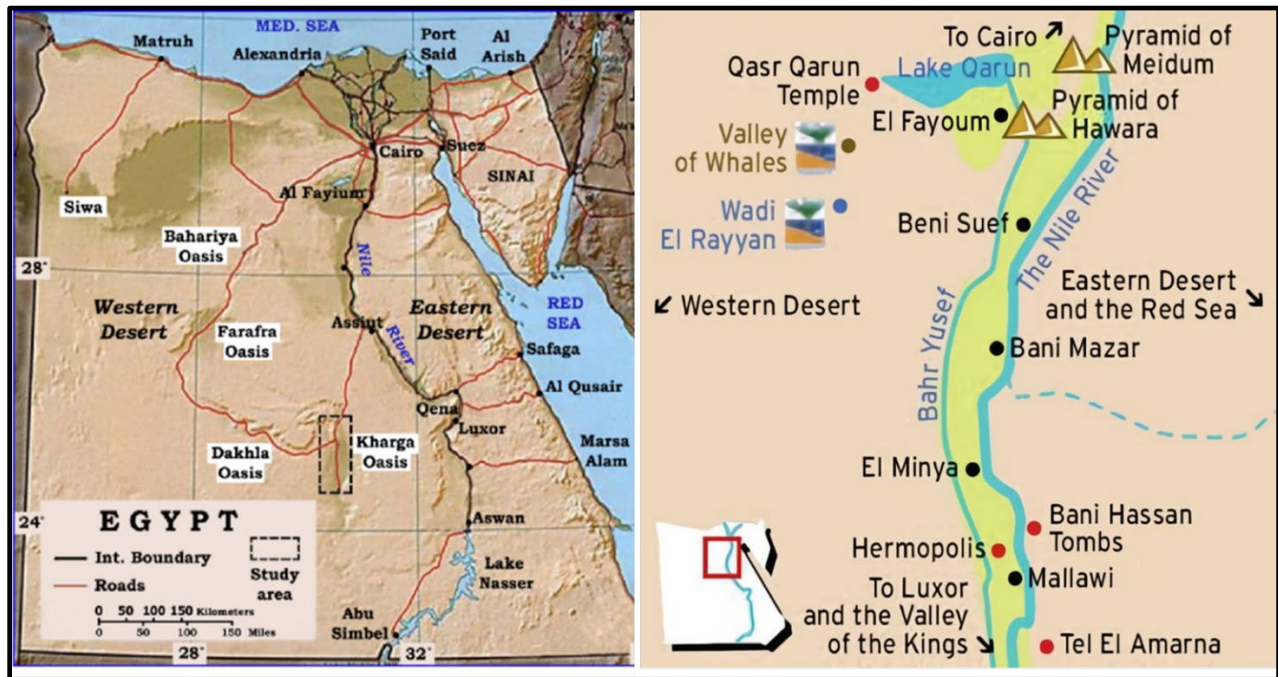 MED. SEA
Matruh
Alexandria
Port
Said
Al
Arish
Cairo
Suez
SINAI
Siwa
Al Fayium
Bahariya
Oasis
28°
Nile
River
Western
Desert
Eastern
Desert
RED
SEA
Farafra
Oasis
Assiut
Safaga
Al Qusair
Qena
Luxor
Dakhla
Oasis
Kharga
Oasis
Marsa
Alam
24°
Aswan
Lake
Nasser
Abu
Simbel
EGYPT
Int. Boundary
Roads
Study
area
0 50 100 150 Kilometers
0 50 100 150 Miles
28°
32°
To Cairo
Pyramid of
Meidum
Qasr Qarun
Temple
Lake Qarun
El Fayoum
Pyramid of
Hawara
Valley
of Whales
Wadi
El Rayyan
Beni Suef
The Nile River
Western Desert
Eastern Desert
and the Red Sea
Bahr Yusef
Bani Mazar
El Minya
Bani Hassan
Tombs
Hermopolis
Mallawi
To Luxor
and the Valley
of the Kings
Tel El Amarna